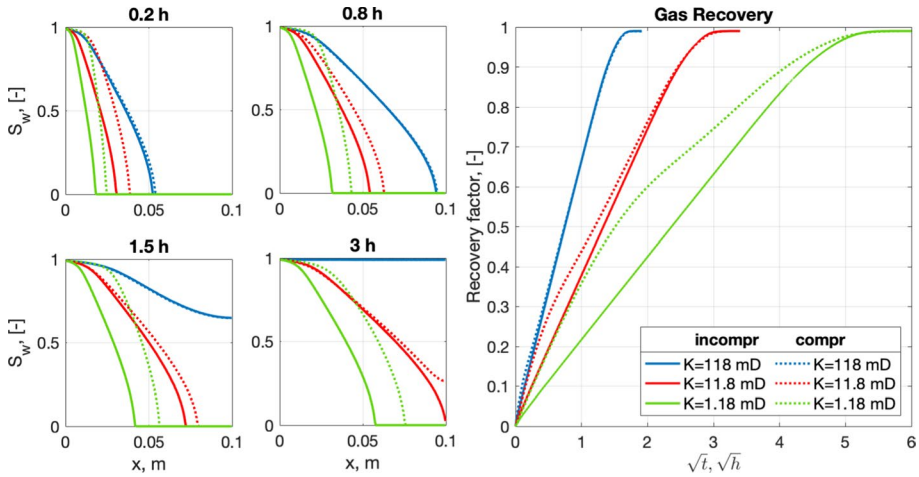 0.2 h
0.8 h
Gas Recovery
1
0.5
0
S_w, [-]
0
0.05
0.1
1
0.5
0
0
0.05
0.1
1.5 h
3 h
1
0.5
0
S_w, [-]
0
0.05
0.1
x, m
1
0.5
0
0
0.05
0.1
x, m
1
0.9
0.8
0.7
0.6
0.5
0.4
0.3
0.2
0.1
0
Recovery factor, [-]
0
1
2
3
4
5
6
√t, √h
incompr compr
K=118 mD K=118 mD
K=11.8 mD K=11.8 mD
K=1.18 mD K=1.18 mD